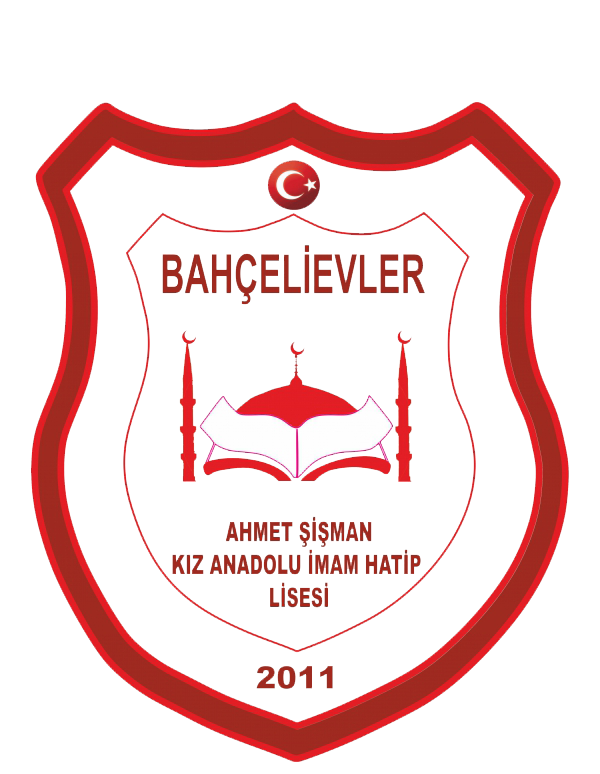 BAHÇELİEVLER
AHMET ŞİŞMAN
KIZ ANADOLU İMAM HATİP
LİSESİ
2011